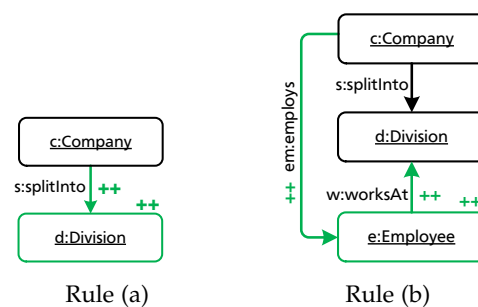 c:Company
s:splitInto
++
++
d:Division
Rule (a)
c:Company
s:splitInto
++ em:employs
d:Division
w:worksAt
++
++
e:Employee
Rule (b)